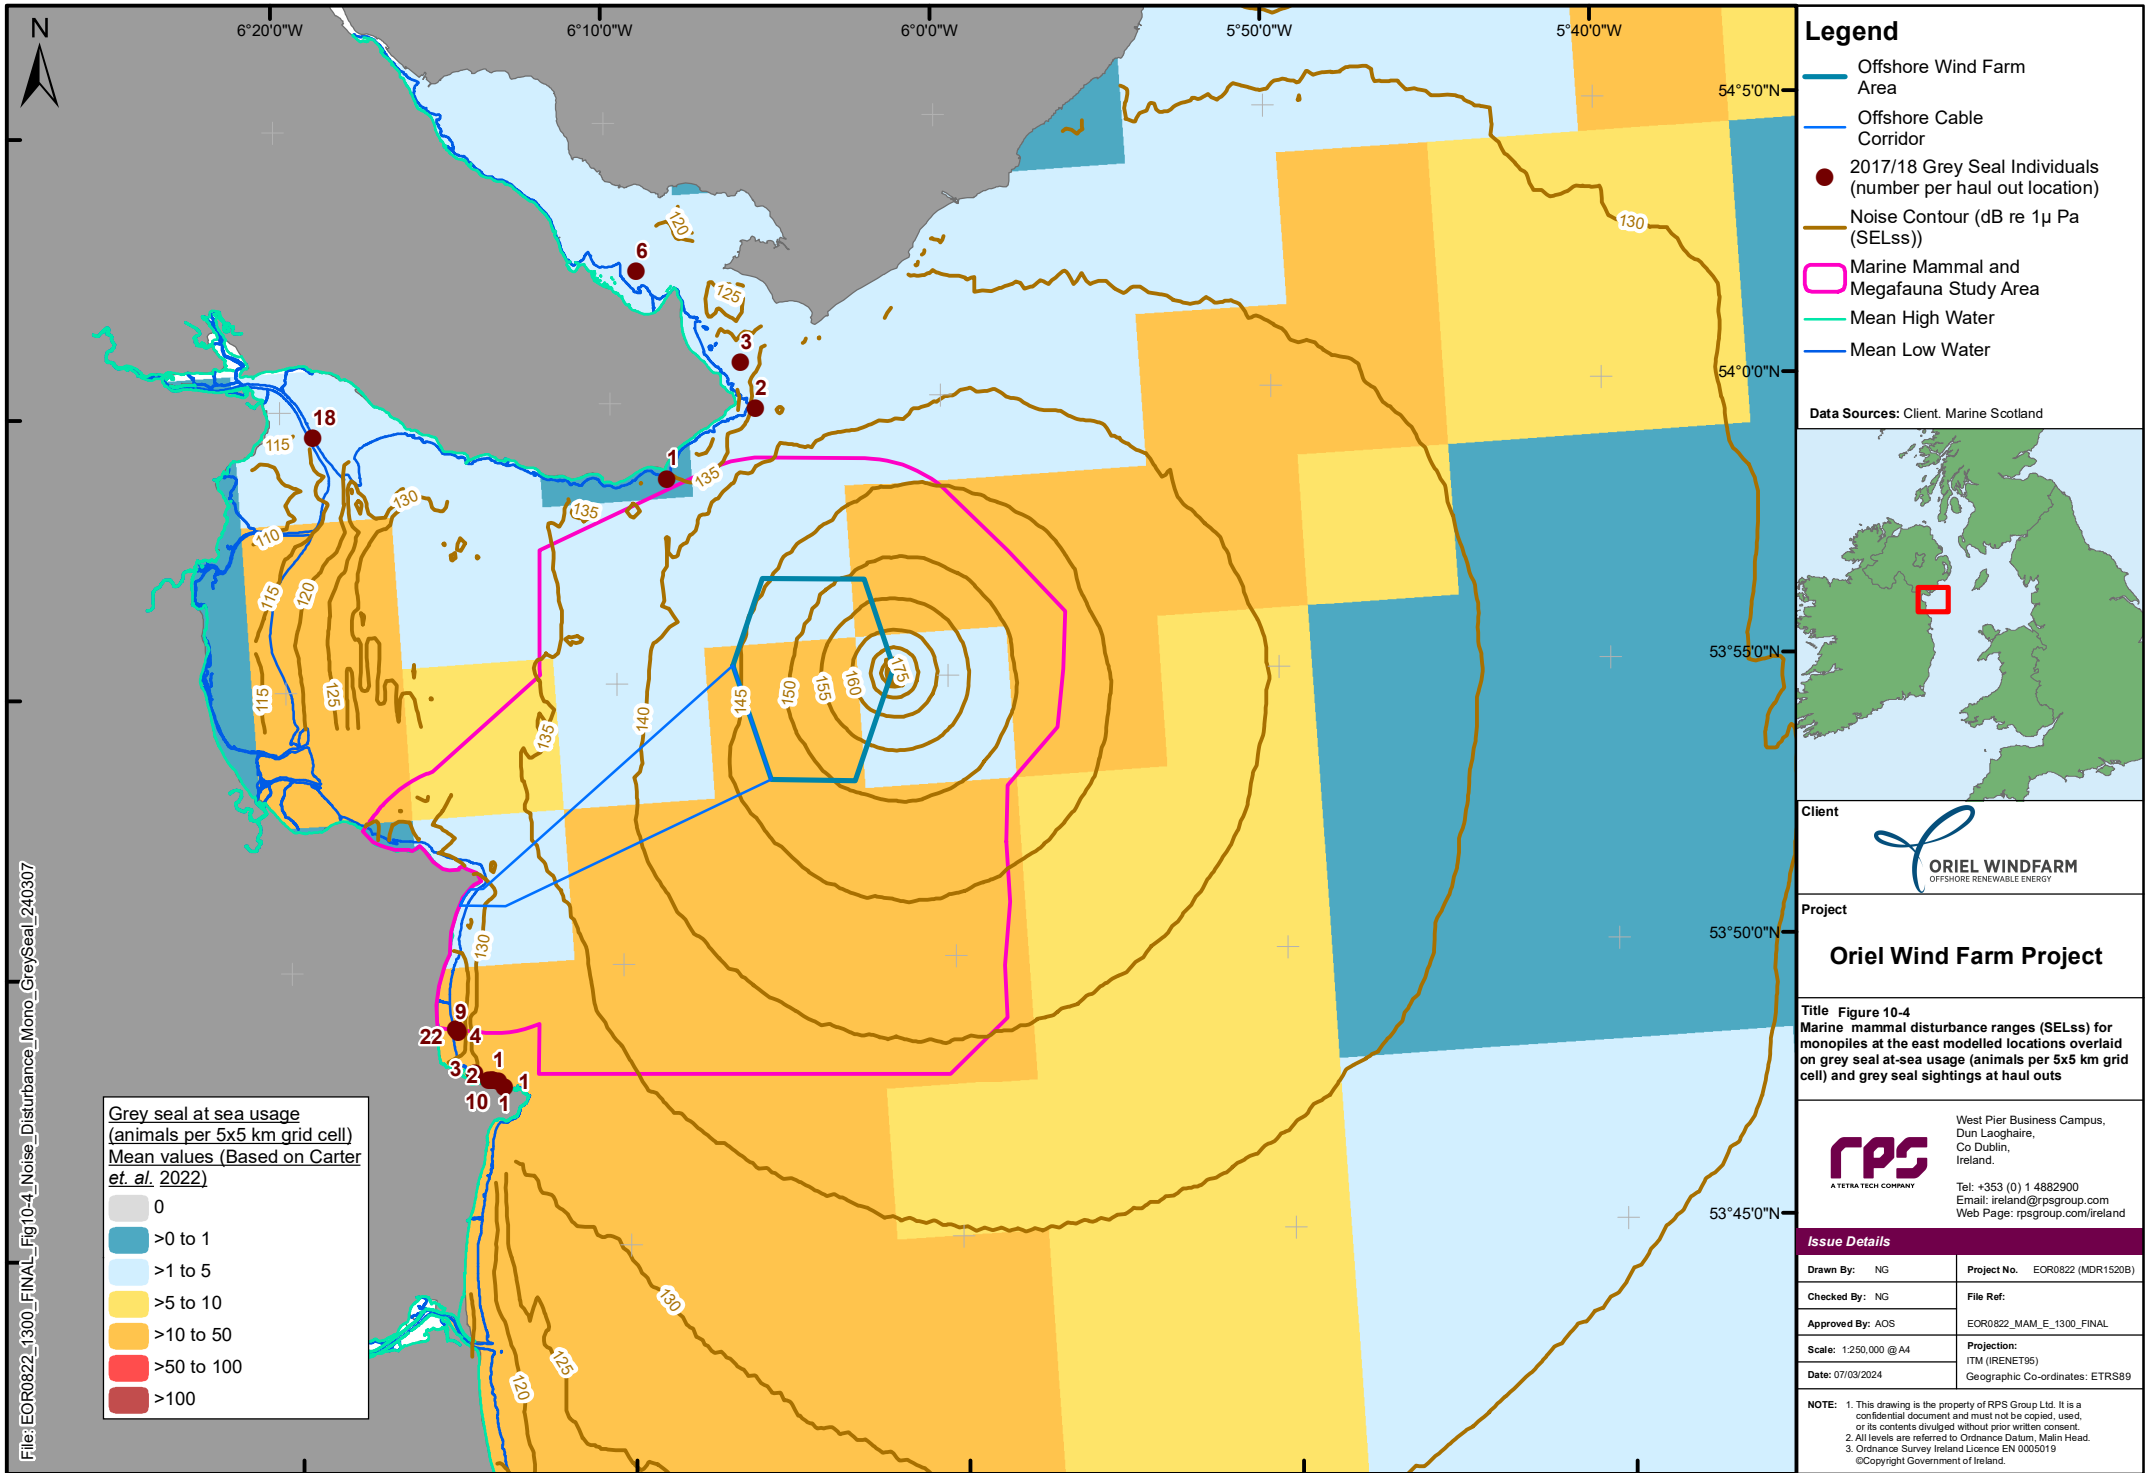 N
6°20'0"W
6°10'0"W
6°0'0"W
5°50'0"W
5°40'0"W
54°5'0"N
54°0'0"N
53°55'0"N
53°50'0"N
53°45'0"N
130
120
6
125
3
2
18
115
1
135
130
135
110
115
120
115
125
135
140
145
150
155
160
175
130
9
22
4
1
3
2
1
10
1
130
125
120
Grey seal at sea usage
(animals per 5x5 km grid cell)
Mean values (Based on Carter
et. al. 2022)
0
>0 to 1
>1 to 5
>5 to 10
>10 to 50
>50 to 100
>100
File: EOR0822_1300_FINAL_Fig10-4_Noise_Disturbance_Mono_GreySeal_240307
Legend
Offshore Wind Farm
Area
Offshore Cable
Corridor
2017/18 Grey Seal Individuals
(number per haul out location)
Noise Contour (dB re 1µ Pa
(SELss))
Marine Mammal and
Megafauna Study Area
Mean High Water
Mean Low Water
Data Sources: Client. Marine Scotland
Client
ORIEL WINDFARM
OFFSHORE RENEWABLE ENERGY
Project
Oriel Wind Farm Project
Title Figure 10-4
Marine mammal disturbance ranges (SELss) for
monopiles at the east modelled locations overlaid
on grey seal at-sea usage (animals per 5x5 km grid
cell) and grey seal sightings at haul outs
rps
A TETRA TECH COMPANY
West Pier Business Campus,
Dun Laoghaire,
Co Dublin,
Ireland.
Tel: +353 (0) 1 4882900
Email: ireland@rpsgroup.com
Web Page: rpsgroup.com/ireland
Issue Details
Drawn By: NG
Project No. EOR0822 (MDR1520B)
Checked By: NG
File Ref:
Approved By: AOS
EOR0822_MAM_E_1300_FINAL
Scale: 1:250,000 @A4
Projection:
ITM (IRENET95)
Date: 07/03/2024
Geographic Co-ordinates: ETRS89
NOTE: 1. This drawing is the property of RPS Group Ltd. It is a
confidential document and must not be copied, used,
or its contents divulged without prior written consent.
2. All levels are referred to Ordnance Datum, Malin Head.
3. Ordnance Survey Ireland Licence EN 0005019
©Copyright Government of Ireland.